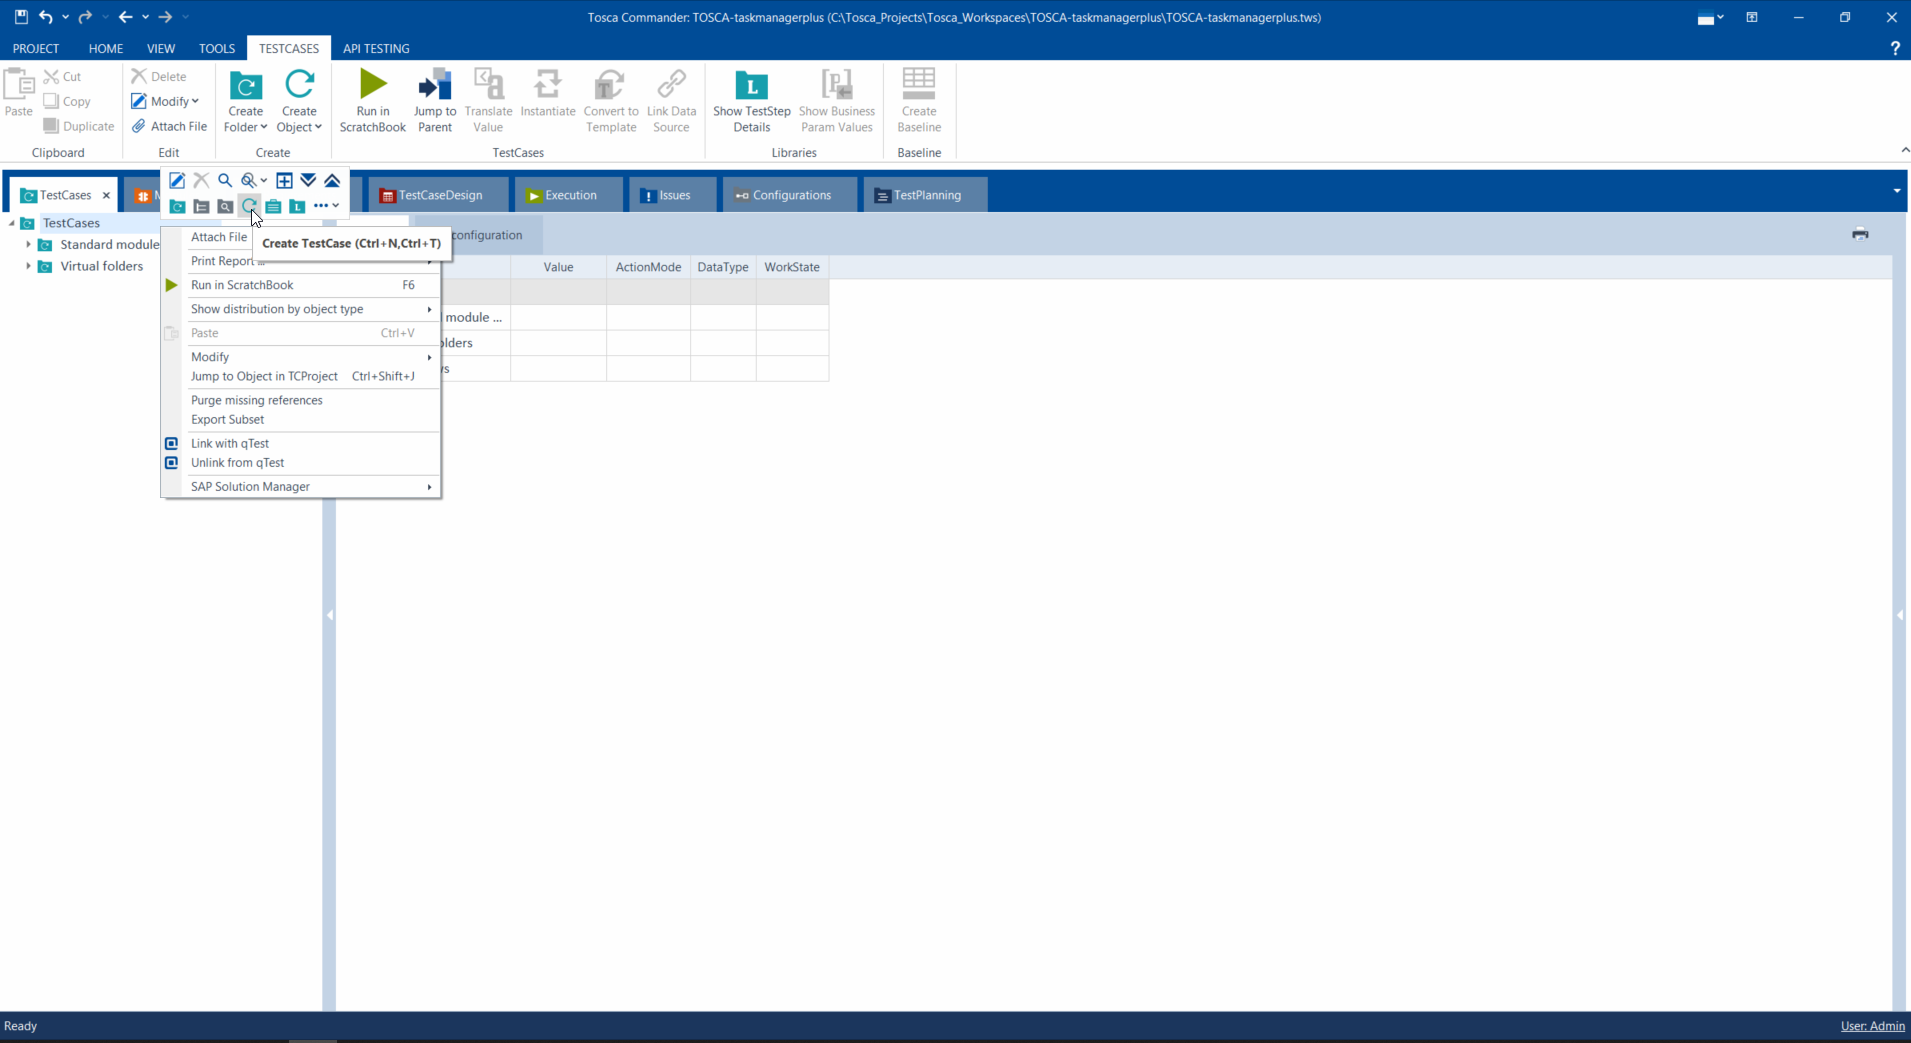 Tosca Commander: TOSCA-taskmanagerplus (C:\Tosca_Projects\Tosca_Workspaces\TOSCA-taskmanagerplus\TOSCA-taskmanagerplus.tws)
PROJECT HOME VIEW TOOLS TESTCASES API TESTING ?
Paste
Cut
Copy
Duplicate
Clipboard
Delete
Modify
Attach File
Edit
Create Folder
Create Object
Create
Run in ScratchBook
Jump to Parent
Translate Value
Instantiate
Convert to Template
Link Data Source
TestCases
Show TestStep Details
Show Business Param Values
Libraries
Create Baseline
Baseline
TestCases M TestCaseDesign Execution Issues Configurations TestPlanning
TestCases
Standard module
Virtual folders
Attach File
Create TestCase (Ctrl+N,Ctrl+T)
Print Report ...
Run in ScratchBook F6
Show distribution by object type
Paste Ctrl+V
Modify
Jump to Object in TCProject Ctrl+Shift+J
Purge missing references
Export Subset
Link with qTest
Unlink from qTest
SAP Solution Manager
configuration
Value ActionMode DataType WorkState
module ...
olders
vs
Ready
User: Admin